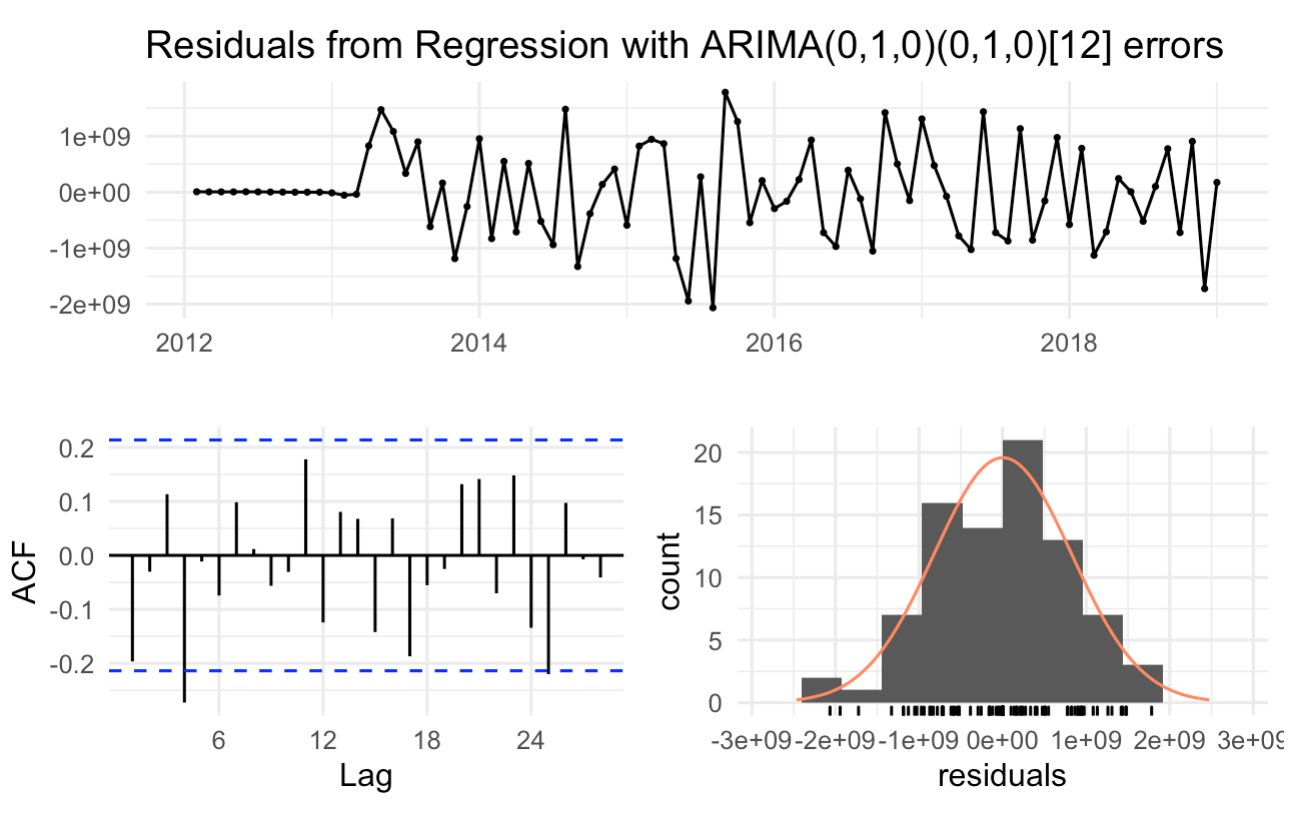 Residuals from Regression with ARIMA(0,1,0)(0,1,0)[12] errors
1e+09
0e+00
-1e+09
-2e+09
2012 2014 2016 2018
ACF
0.2
0.1
0.0
-0.1
-0.2
6 12 18 24
Lag
count
20
15
10
5
0
-3e+09 -2e+09 -1e+09 0e+00 1e+09 2e+09 3e+09
residuals